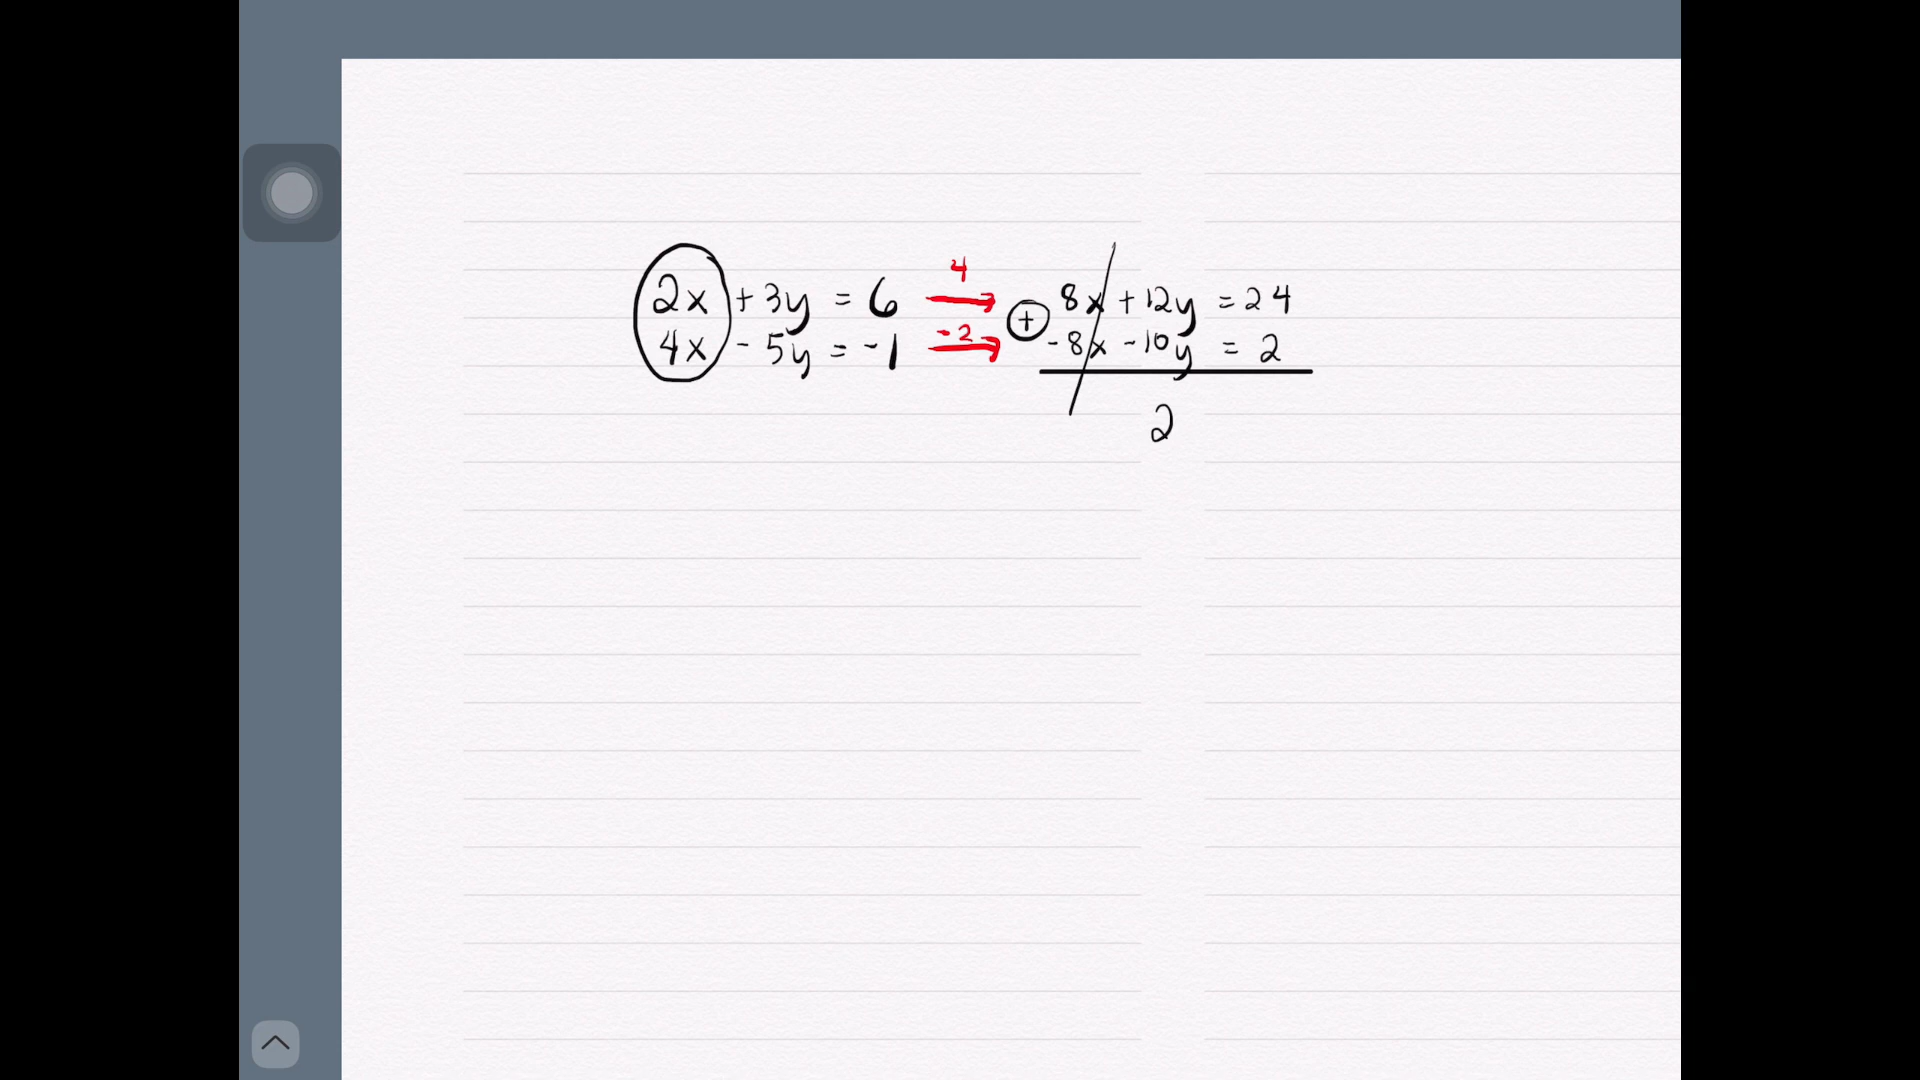 2x + 3y = 6 4 → 8x + 12y = 24
4x - 5y = -1 -2 → + -8x - 10y = 2
2